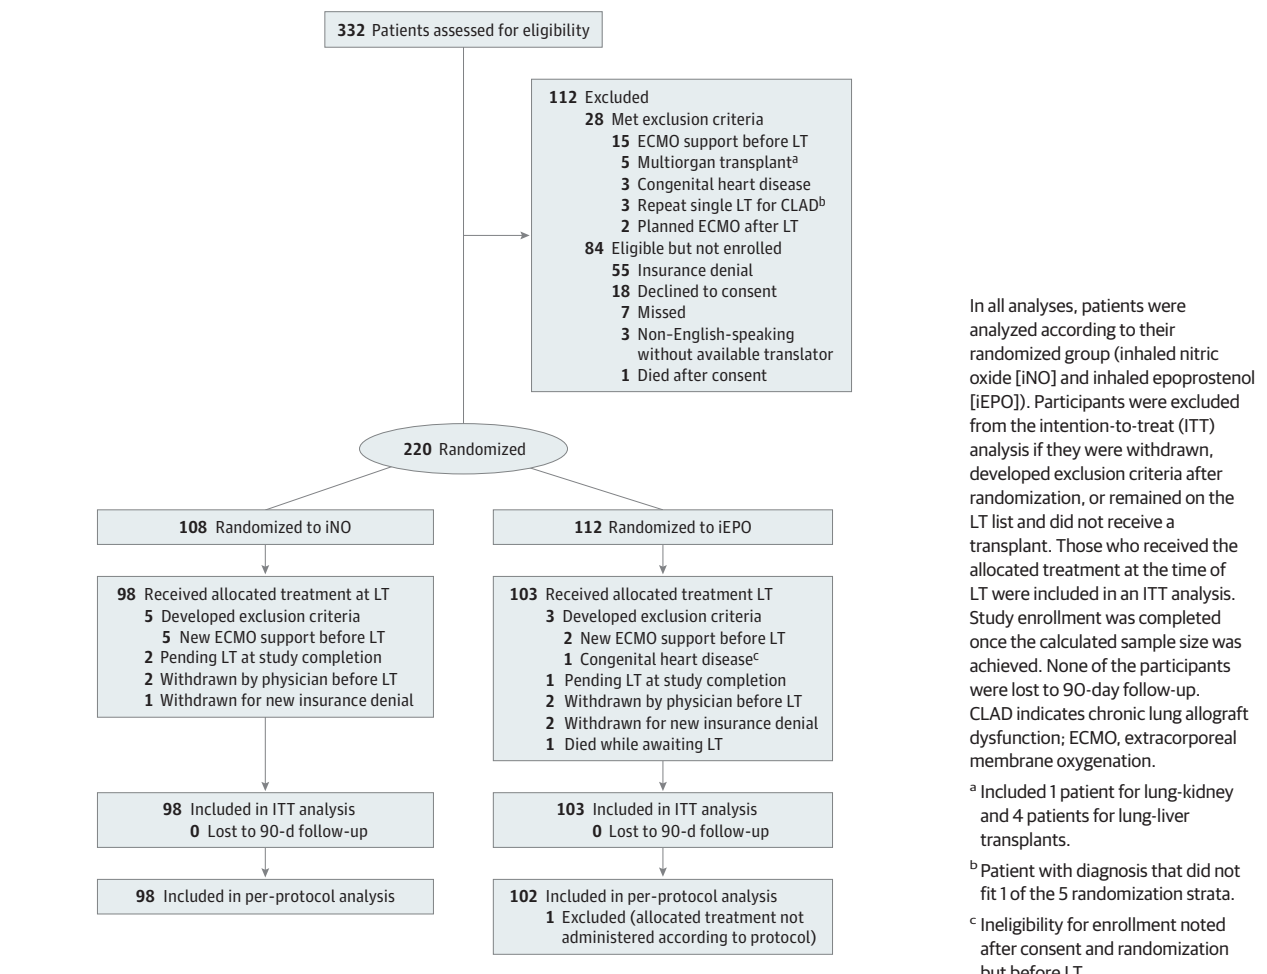 332 Patients assessed for eligibility
112 Excluded
28 Met exclusion criteria
15 ECMO support before LT
5 Multiorgan transplantᵃ
3 Congenital heart disease
3 Repeat single LT for CLADᵇ
2 Planned ECMO after LT
84 Eligible but not enrolled
55 Insurance denial
18 Declined to consent
7 Missed
3 Non–English-speaking
without available translator
1 Died after consent
220 Randomized
108 Randomized to iNO
98 Received allocated treatment at LT
5 Developed exclusion criteria
5 New ECMO support before LT
2 Pending LT at study completion
2 Withdrawn by physician before LT
1 Withdrawn for new insurance denial
98 Included in ITT analysis
0 Lost to 90-d follow-up
98 Included in per-protocol analysis
112 Randomized to iEPO
103 Received allocated treatment LT
3 Developed exclusion criteria
2 New ECMO support before LT
1 Congenital heart diseaseᶜ
1 Pending LT at study completion
2 Withdrawn by physician before LT
2 Withdrawn for new insurance denial
1 Died while awaiting LT
103 Included in ITT analysis
0 Lost to 90-d follow-up
102 Included in per-protocol analysis
1 Excluded (allocated treatment not
administered according to protocol)
In all analyses, patients were
analyzed according to their
randomized group (inhaled nitric
oxide [iNO] and inhaled epoprostenol
[iEPO]). Participants were excluded
from the intention-to-treat (ITT)
analysis if they were withdrawn,
developed exclusion criteria after
randomization, or remained on the
LT list and did not receive a
transplant. Those who received the
allocated treatment at the time of
LT were included in an ITT analysis.
Study enrollment was completed
once the calculated sample size was
achieved. None of the participants
were lost to 90-day follow-up.
CLAD indicates chronic lung allograft
dysfunction; ECMO, extracorporeal
membrane oxygenation.
ᵃ Included 1 patient for lung-kidney
and 4 patients for lung-liver
transplants.
ᵇ Patient with diagnosis that did not
fit 1 of the 5 randomization strata.
ᶜ Ineligibility for enrollment noted
after consent and randomization
but before LT